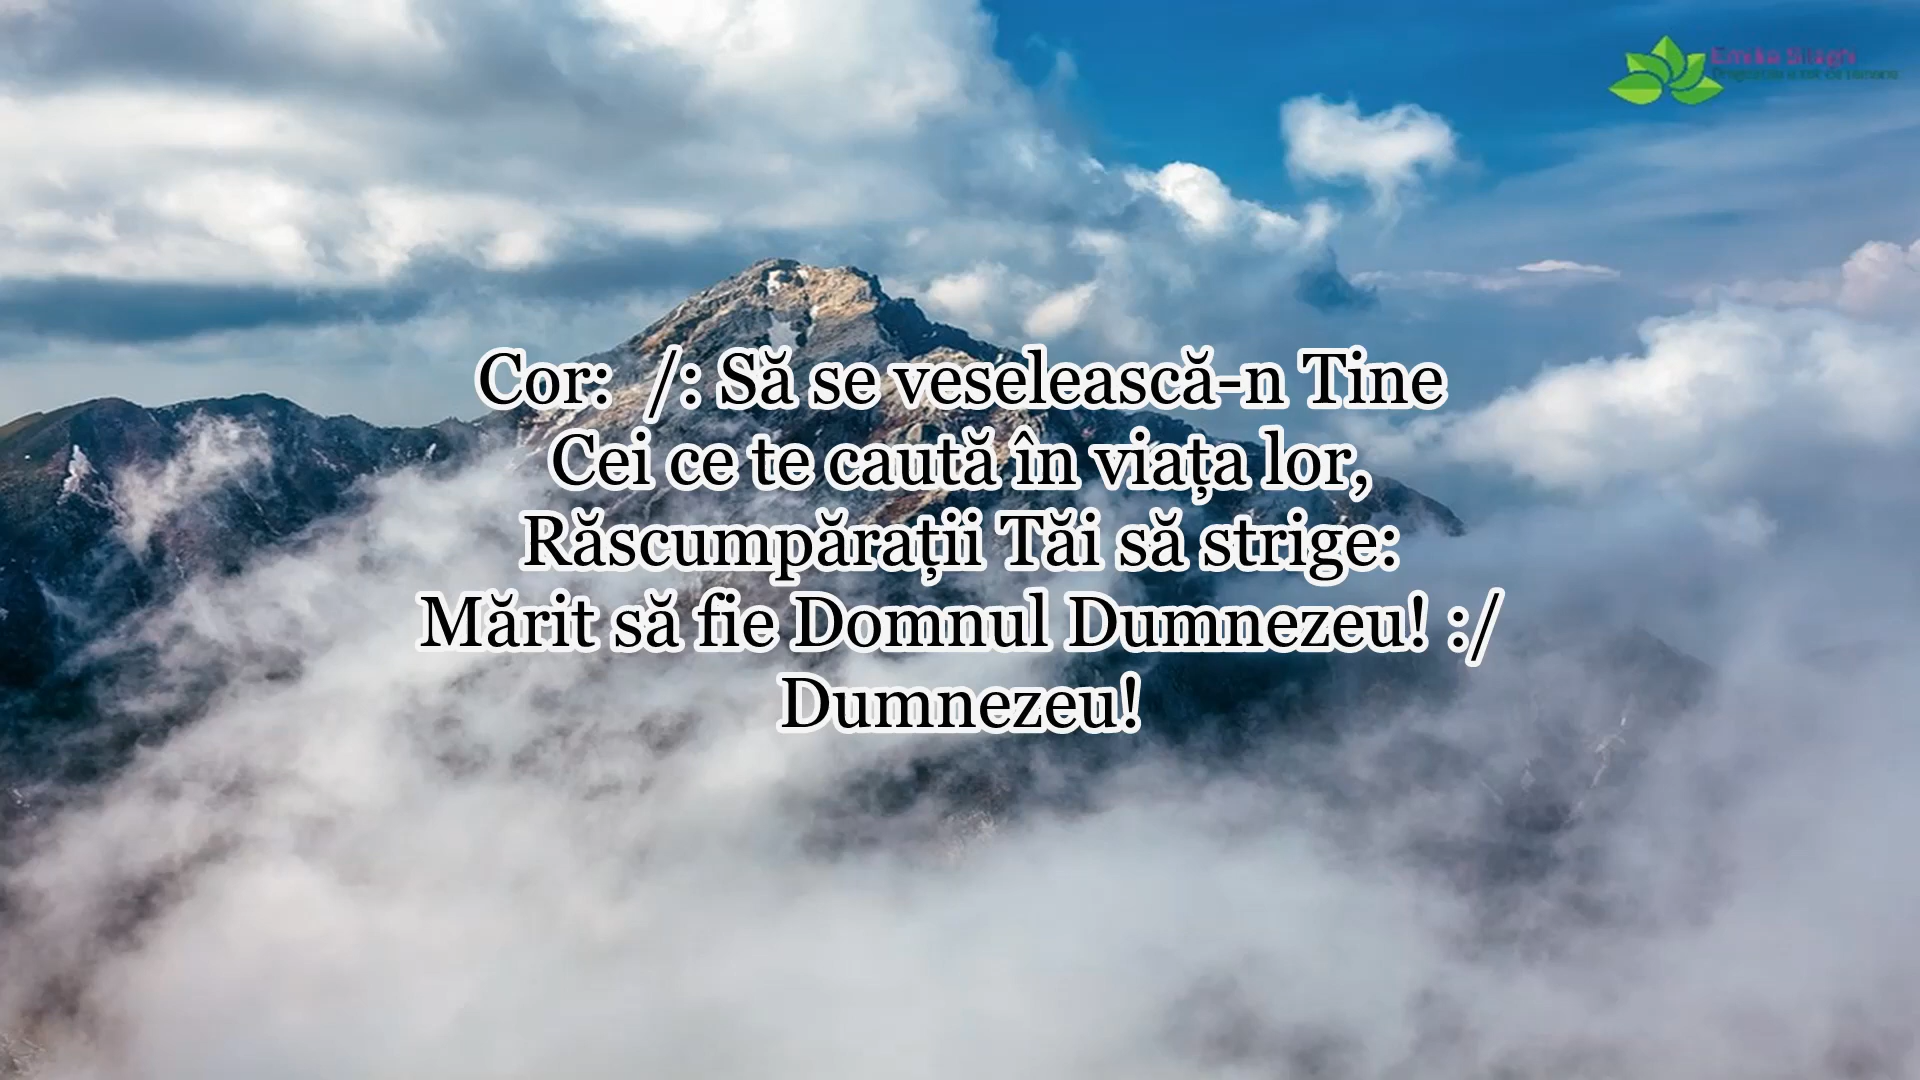 Cor:  /: Să se veselească-n Tine
Cei ce te caută în viața lor,
Răscumpărații Tăi să strige:
Mărit să fie Domnul Dumnezeu! :/
Dumnezeu!